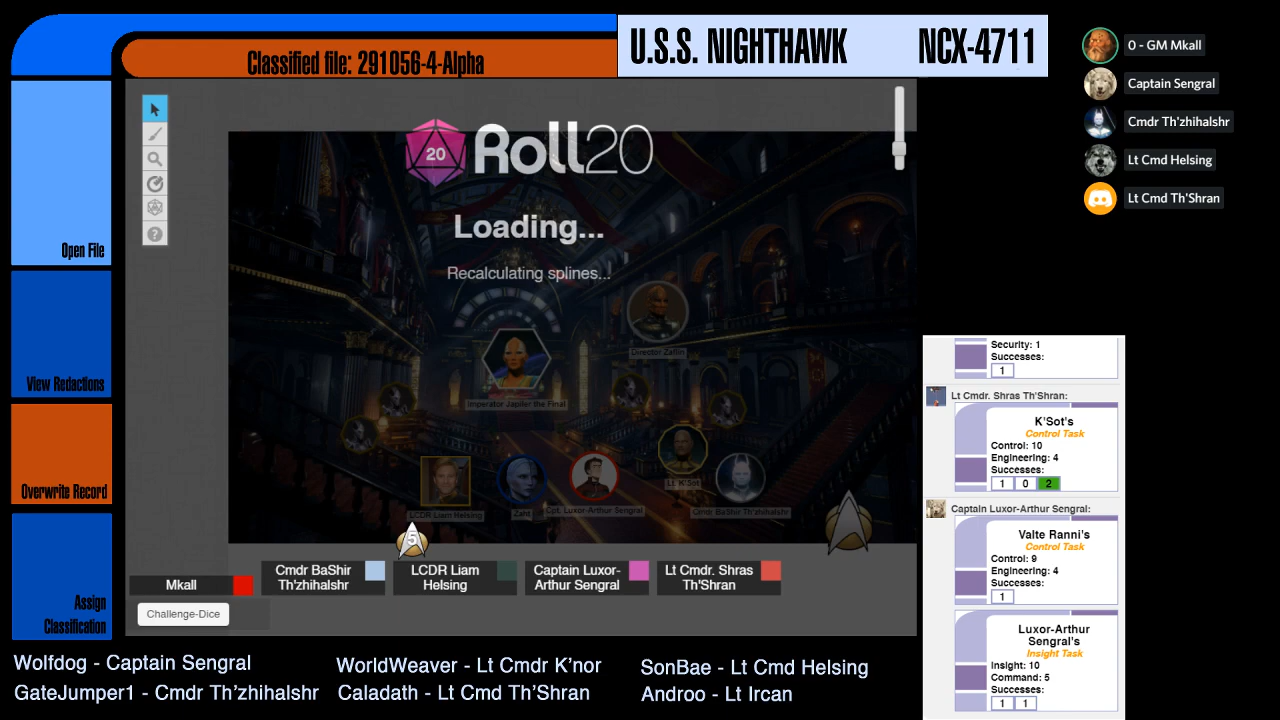 U.S.S. NIGHTHAWK NCX-4711
Classified file: 291056-4-Alpha
Open File
View Redactions
Overwrite Record
Assign
Classification
20 Roll20
Loading...
Recalculating splines...
Director Zaflin
Imperator Japiler the Final
LCDR Liam Helsing
Zaht
Cpt. Luxor-Arthur Sengral
Lt. K'Sot
Cmdr BaShir Th'zhihalshr
5
Mkall
Cmdr BaShir
Th'zhihalshr
LCDR Liam
Helsing
Captain Luxor-
Arthur Sengral
Lt Cmdr. Shras
Th'Shran
Challenge-Dice
0 - GM Mkall
Captain Sengral
Cmdr Th'zhihalshr
Lt Cmd Helsing
Lt Cmd Th'Shran
Security: 1
Successes:
1
Lt Cmdr. Shras Th'Shran:
K'Sot's
Control Task
Control: 10
Engineering: 4
Successes:
1 0 2
Captain Luxor-Arthur Sengral:
Valte Ranni's
Control Task
Control: 9
Engineering: 4
Successes:
1
Luxor-Arthur
Sengral's
Insight Task
Insight: 10
Command: 5
Successes:
1 1
Wolfdog - Captain Sengral
GateJumper1 - Cmdr Th'zhihalshr
WorldWeaver - Lt Cmdr K'nor
Caladath - Lt Cmd Th'Shran
SonBae - Lt Cmd Helsing
Androo - Lt Ircan